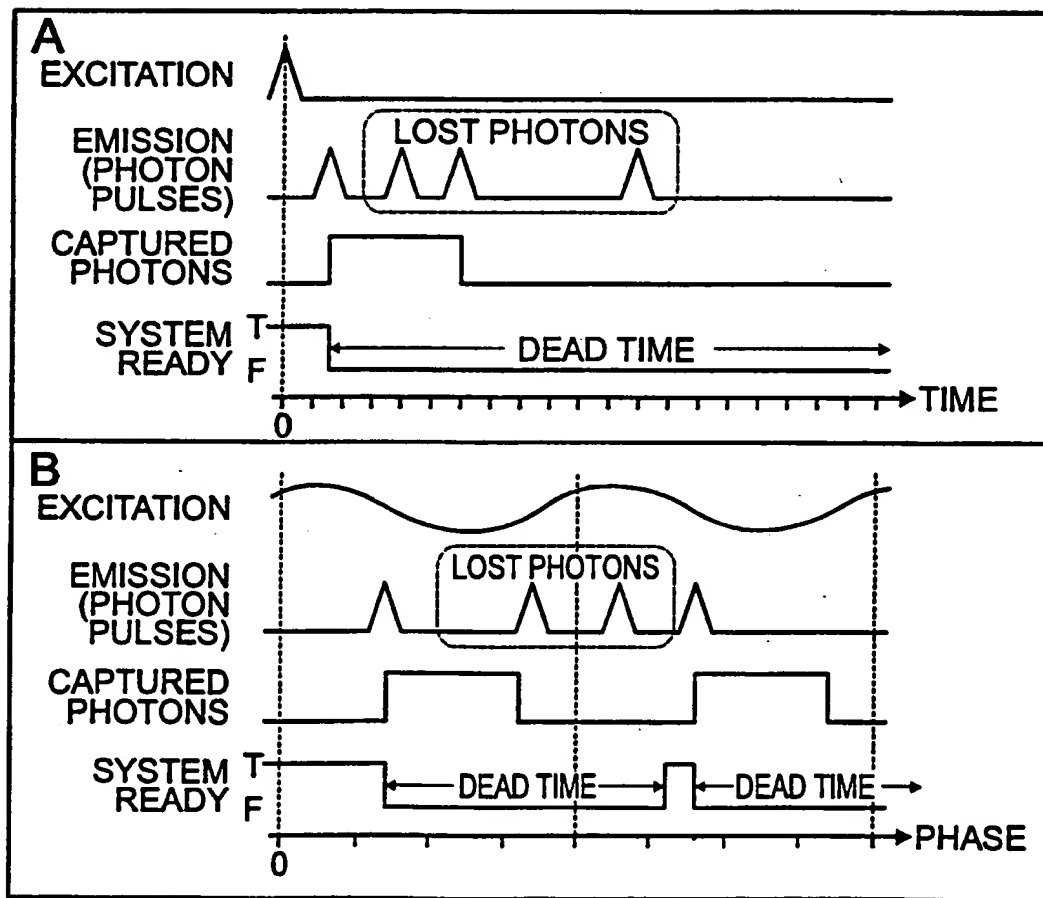 A
EXCITATION
EMISSION
(PHOTON
PULSES)
LOST PHOTONS
CAPTURED
PHOTONS
SYSTEM
READY
T
F
DEAD TIME
0
TIME
B
EXCITATION
EMISSION
(PHOTON
PULSES)
LOST PHOTONS
CAPTURED
PHOTONS
SYSTEM
READY
T
F
DEAD TIME
DEAD TIME
0
PHASE